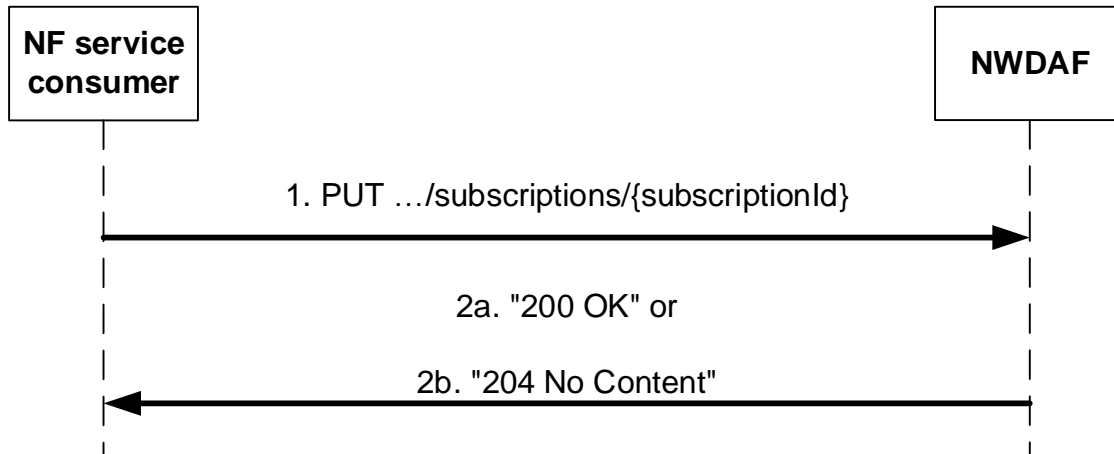 NF service
consumer
NWDAF
1. PUT …/subscriptions/{subscriptionId}
2a. "200 OK" or
2b. "204 No Content"